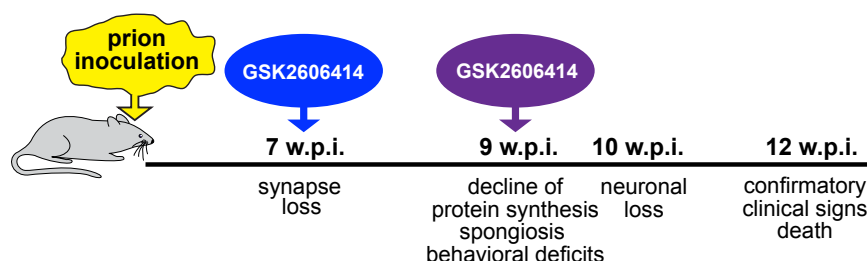 prion
inoculation
GSK2606414
GSK2606414
7 w.p.i.
9 w.p.i.
10 w.p.i.
12 w.p.i.
synapse
loss
decline of
protein synthesis
spongiosis
behavioral deficits
neuronal
loss
confirmatory
clinical signs
death